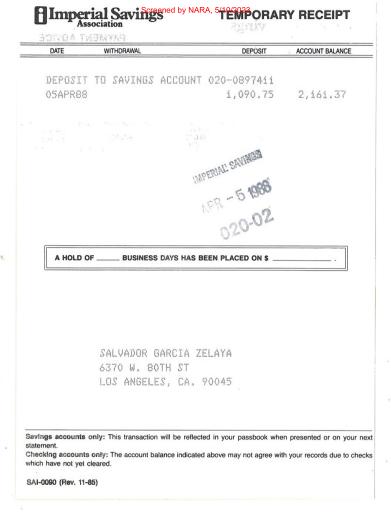 Screened by NARA, 5/19/2023
Imperial Savings
Association
TEMPORARY RECEIPT
DATE WITHDRAWAL DEPOSIT ACCOUNT BALANCE
DEPOSIT TO SAVINGS ACCOUNT 020-0897411
05APR88 1,090.75 2,161.37
IMPERIAL SAVINGS
APR - 5 1988
020-02
A HOLD OF ______ BUSINESS DAYS HAS BEEN PLACED ON $ ______________ .
SALVADOR GARCIA ZELAYA
6370 W. 80TH ST
LOS ANGELES, CA. 90045
Savings accounts only: This transaction will be reflected in your passbook when presented or on your next
statement.
Checking accounts only: The account balance indicated above may not agree with your records due to checks
which have not yet cleared.
SAI-0090 (Rev. 11-85)